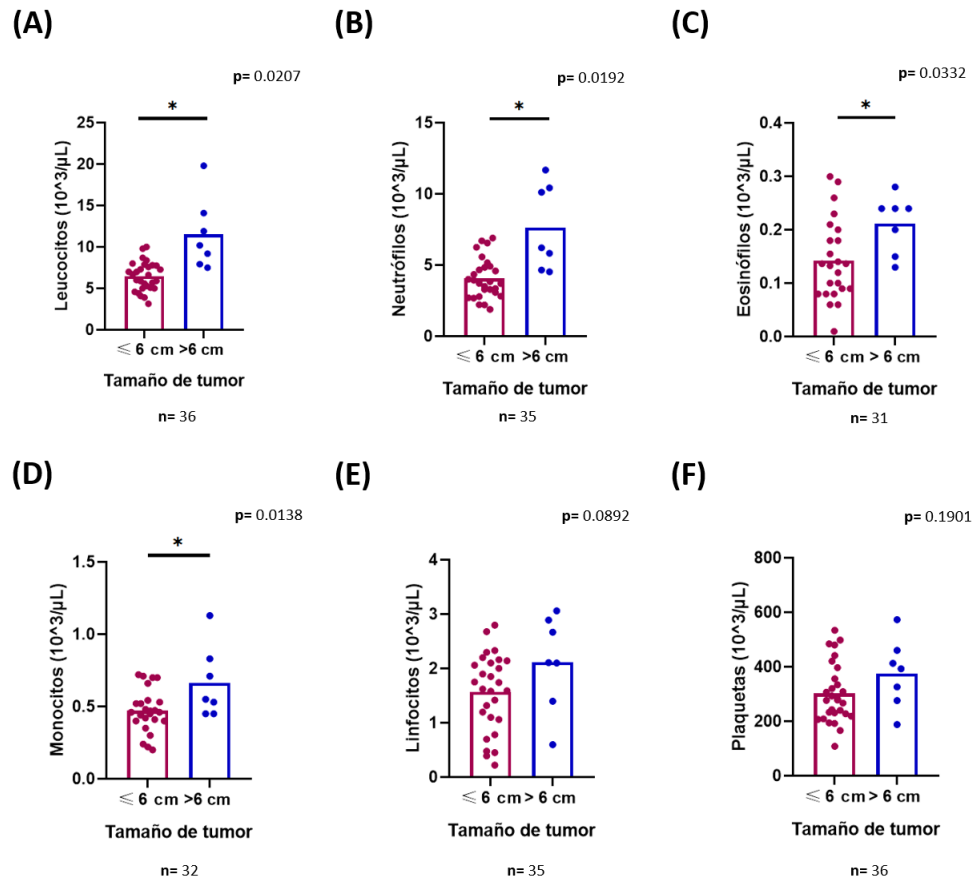 (A)
p= 0.0207
*
Leucocitos (10^3/µL)
25
20
15
10
5
0
≤ 6 cm >6 cm
Tamaño de tumor
n= 36
(B)
p= 0.0192
*
Neutrófilos (10^3/µL)
15
10
5
0
≤ 6 cm >6 cm
Tamaño de tumor
n= 35
(C)
p= 0.0332
*
Eosinófilos (10^3/µL)
0.4
0.3
0.2
0.1
0.0
≤ 6 cm > 6 cm
Tamaño de tumor
n= 31
(D)
p= 0.0138
*
Monocitos (10^3/µL)
1.5
1.0
0.5
0.0
≤ 6 cm >6 cm
Tamaño de tumor
n= 32
(E)
p= 0.0892
Linfocitos (10^3/µL)
4
3
2
1
0
≤ 6 cm > 6 cm
Tamaño de tumor
n= 35
(F)
p= 0.1901
Plaquetas (10^3/µL)
800
600
400
200
0
≤ 6 cm > 6 cm
Tamaño de tumor
n= 36